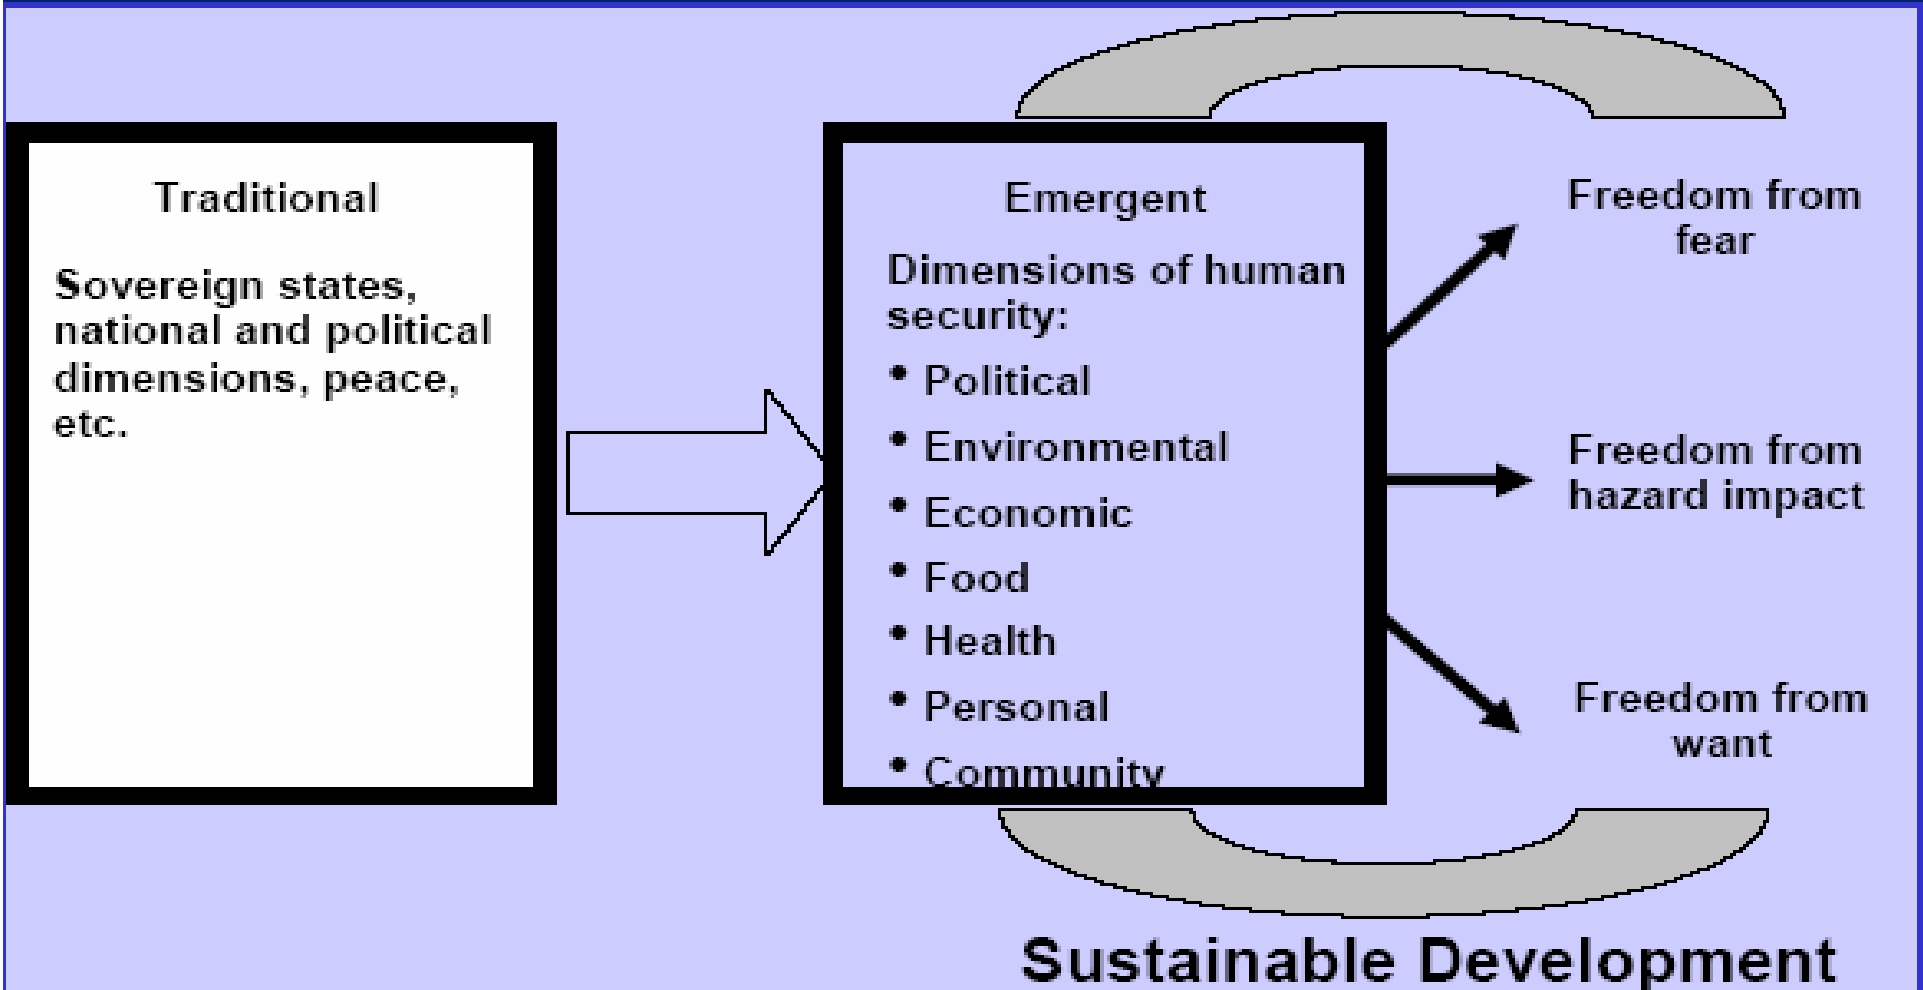 Traditional
Sovereign states,
national and political
dimensions, peace,
etc.
Emergent
Dimensions of human
security:
• Political
• Environmental
• Economic
• Food
• Health
• Personal
• Community
Freedom from
fear
Freedom from
hazard impact
Freedom from
want
Sustainable Development